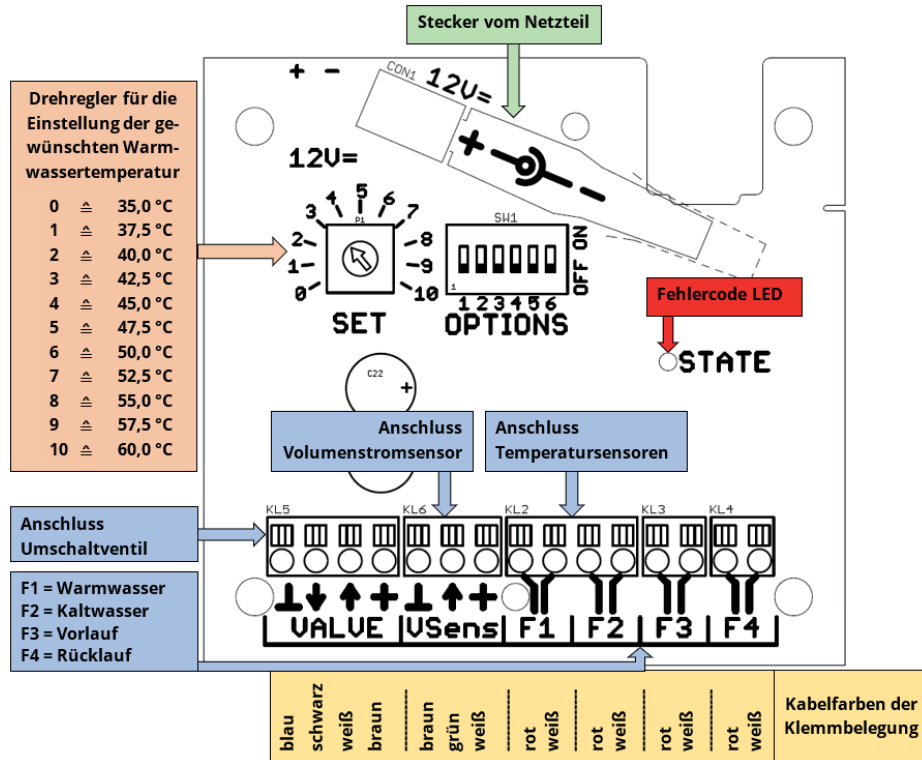 Stecker vom Netzteil
Drehregler für die
Einstellung der ge-
wünschten Warm-
wassertemperatur
0 ≙ 35,0 °C
1 ≙ 37,5 °C
2 ≙ 40,0 °C
3 ≙ 42,5 °C
4 ≙ 45,0 °C
5 ≙ 47,5 °C
6 ≙ 50,0 °C
7 ≙ 52,5 °C
8 ≙ 55,0 °C
9 ≙ 57,5 °C
10 ≙ 60,0 °C
+ -
12V=
CON1
12V=
+ -
P1
0 1 2 3 4 5 6 7 8 9 10
SET
SW1
1
OFF ON
1 2 3 4 5 6
OPTIONS
Fehlercode LED
STATE
C22
+
Anschluss
Volumenstromsensor
Anschluss
Temperatursensoren
Anschluss
Umschaltventil
KL5 KL6 KL2 KL3 KL4
F1 = Warmwasser
F2 = Kaltwasser
F3 = Vorlauf
F4 = Rücklauf
⊥ ↓ ↑ + ⊥ ↑ +
VALVE VSens F1 F2 F3 F4
blau
schwarz
weiß
braun
braun
grün
weiß
rot
weiß
rot
weiß
rot
weiß
rot
weiß
Kabelfarben der
Klemmbelegung